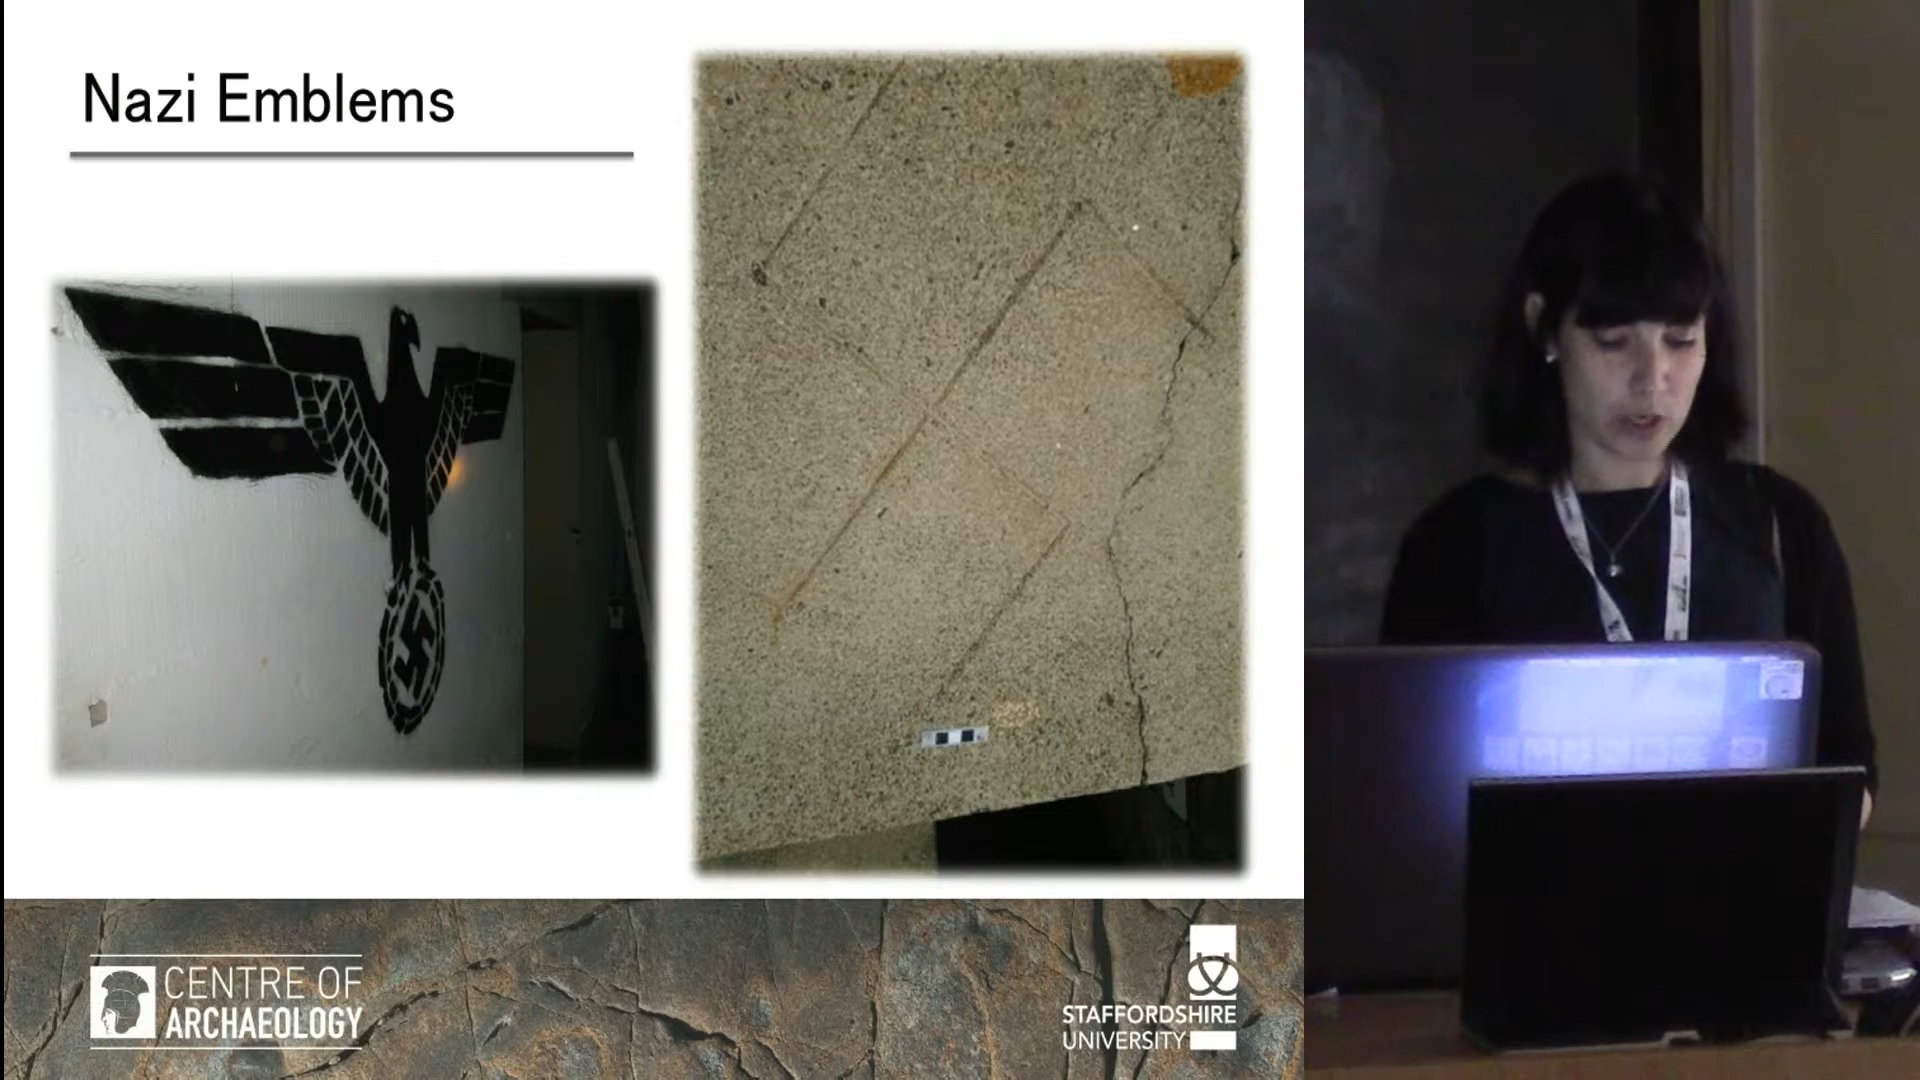 Nazi Emblems
CENTRE OF
ARCHAEOLOGY
STAFFORDSHIRE
UNIVERSITY